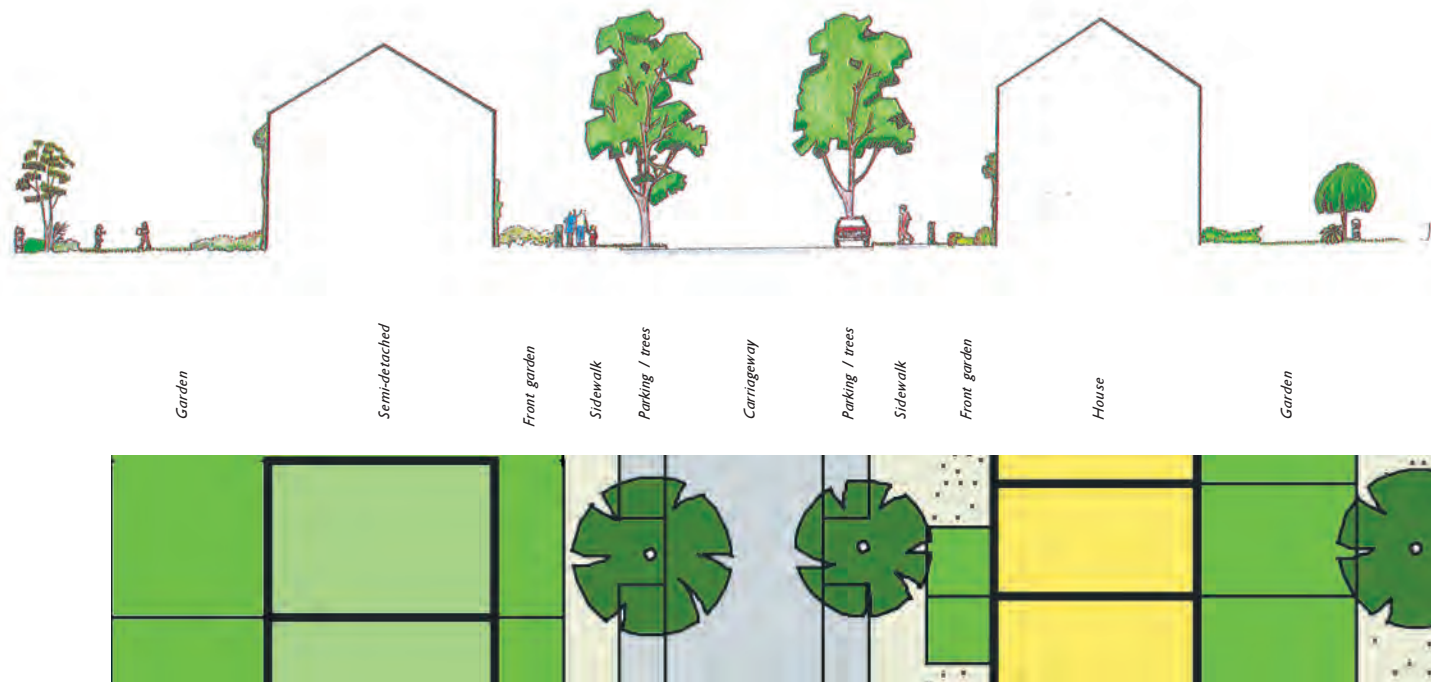 Garden
Semi-detached
Front garden
Sidewalk
Parking / trees
Carriageway
Parking / trees
Sidewalk
Front garden
House
Garden